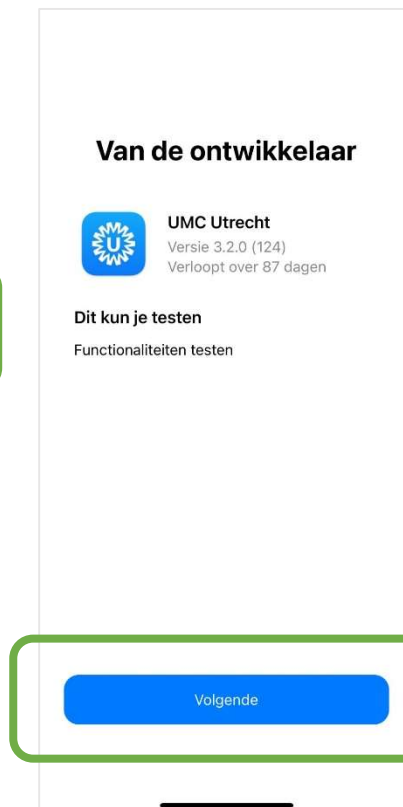 Van de ontwikkelaar
U
UMC Utrecht
Versie 3.2.0 (124)
Verloopt over 87 dagen
Dit kun je testen
Functionaliteiten testen
Volgende